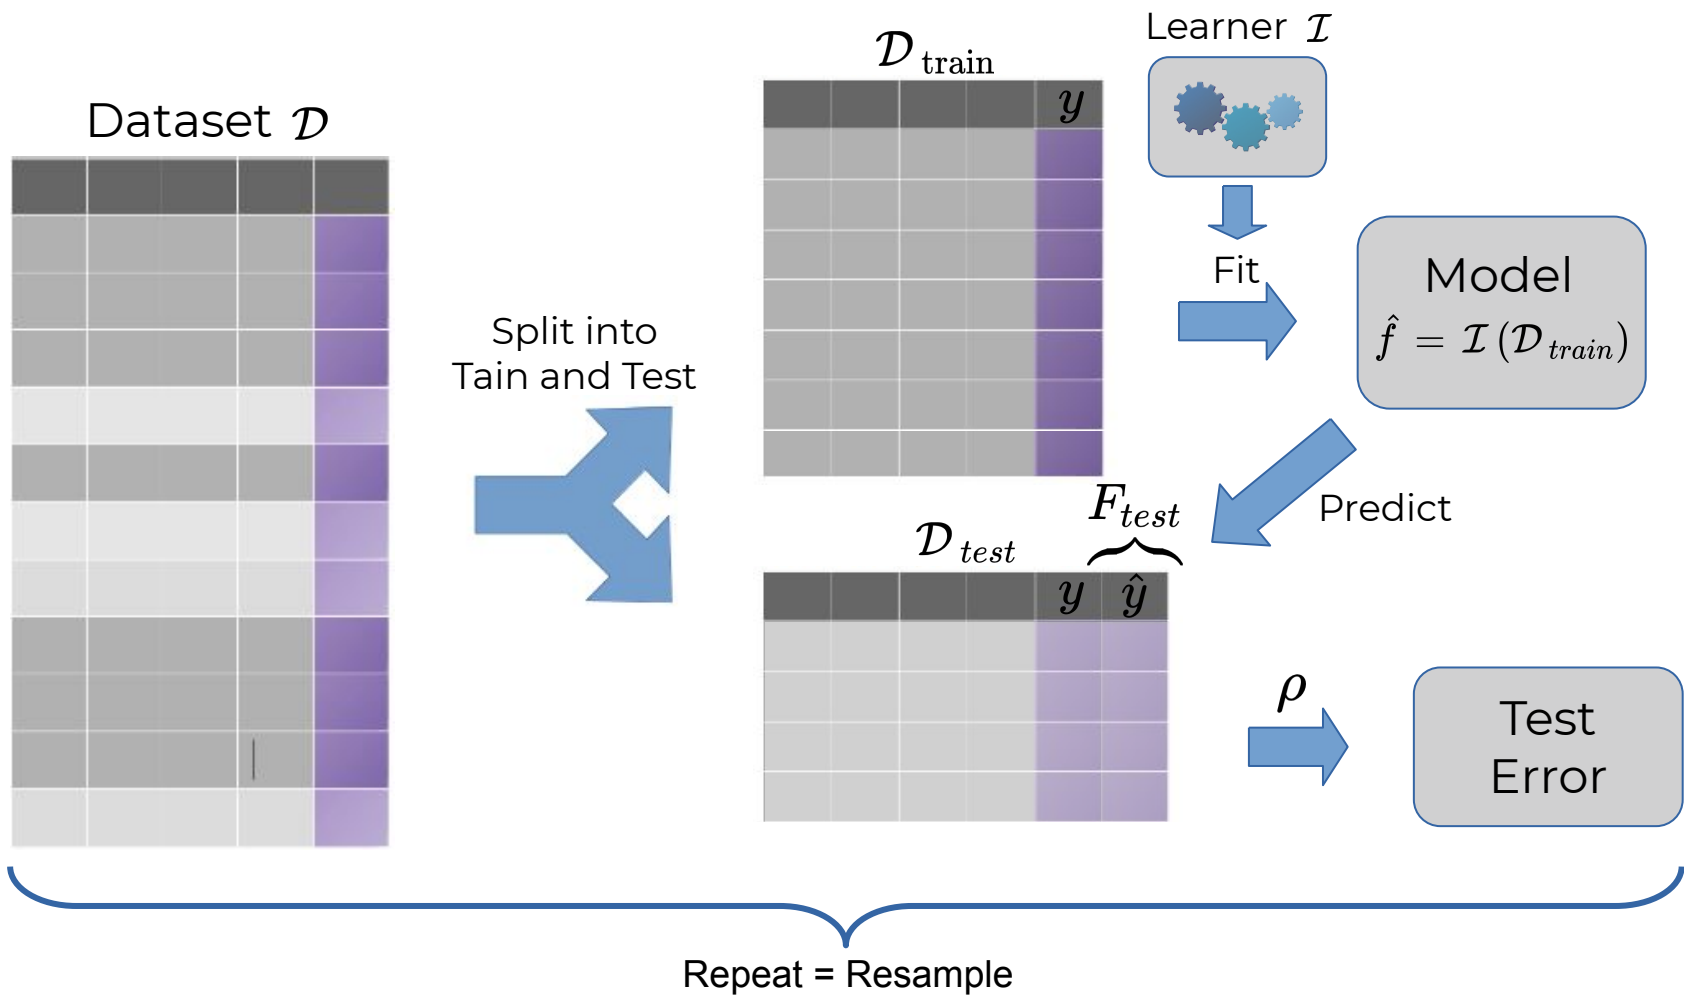 Dataset 𝒟
Split into
Tain and Test
𝒟 train
y
Learner ℐ
Fit
Model
f̂ = ℐ (𝒟 train)
Predict
F test
𝒟 test
y ŷ
ρ
Test
Error
Repeat = Resample